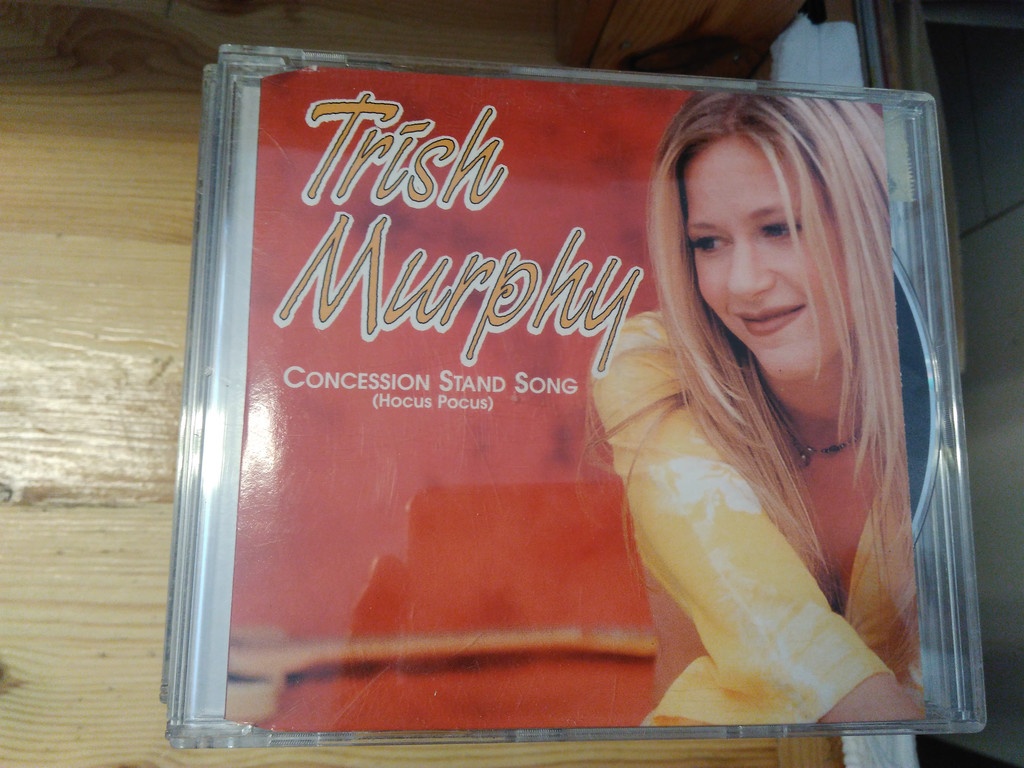 Trish
Murphy
CONCESSION STAND SONG
(HOCUS POCUS)